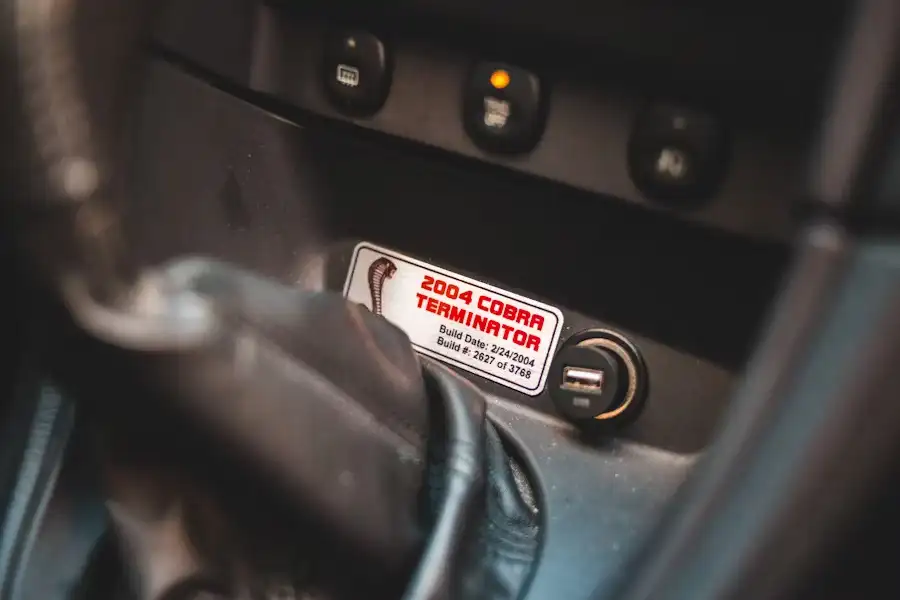 2004 COBRA
TERMINATOR
Build Date: 2/24/2004
Build #: 2627 of 3768